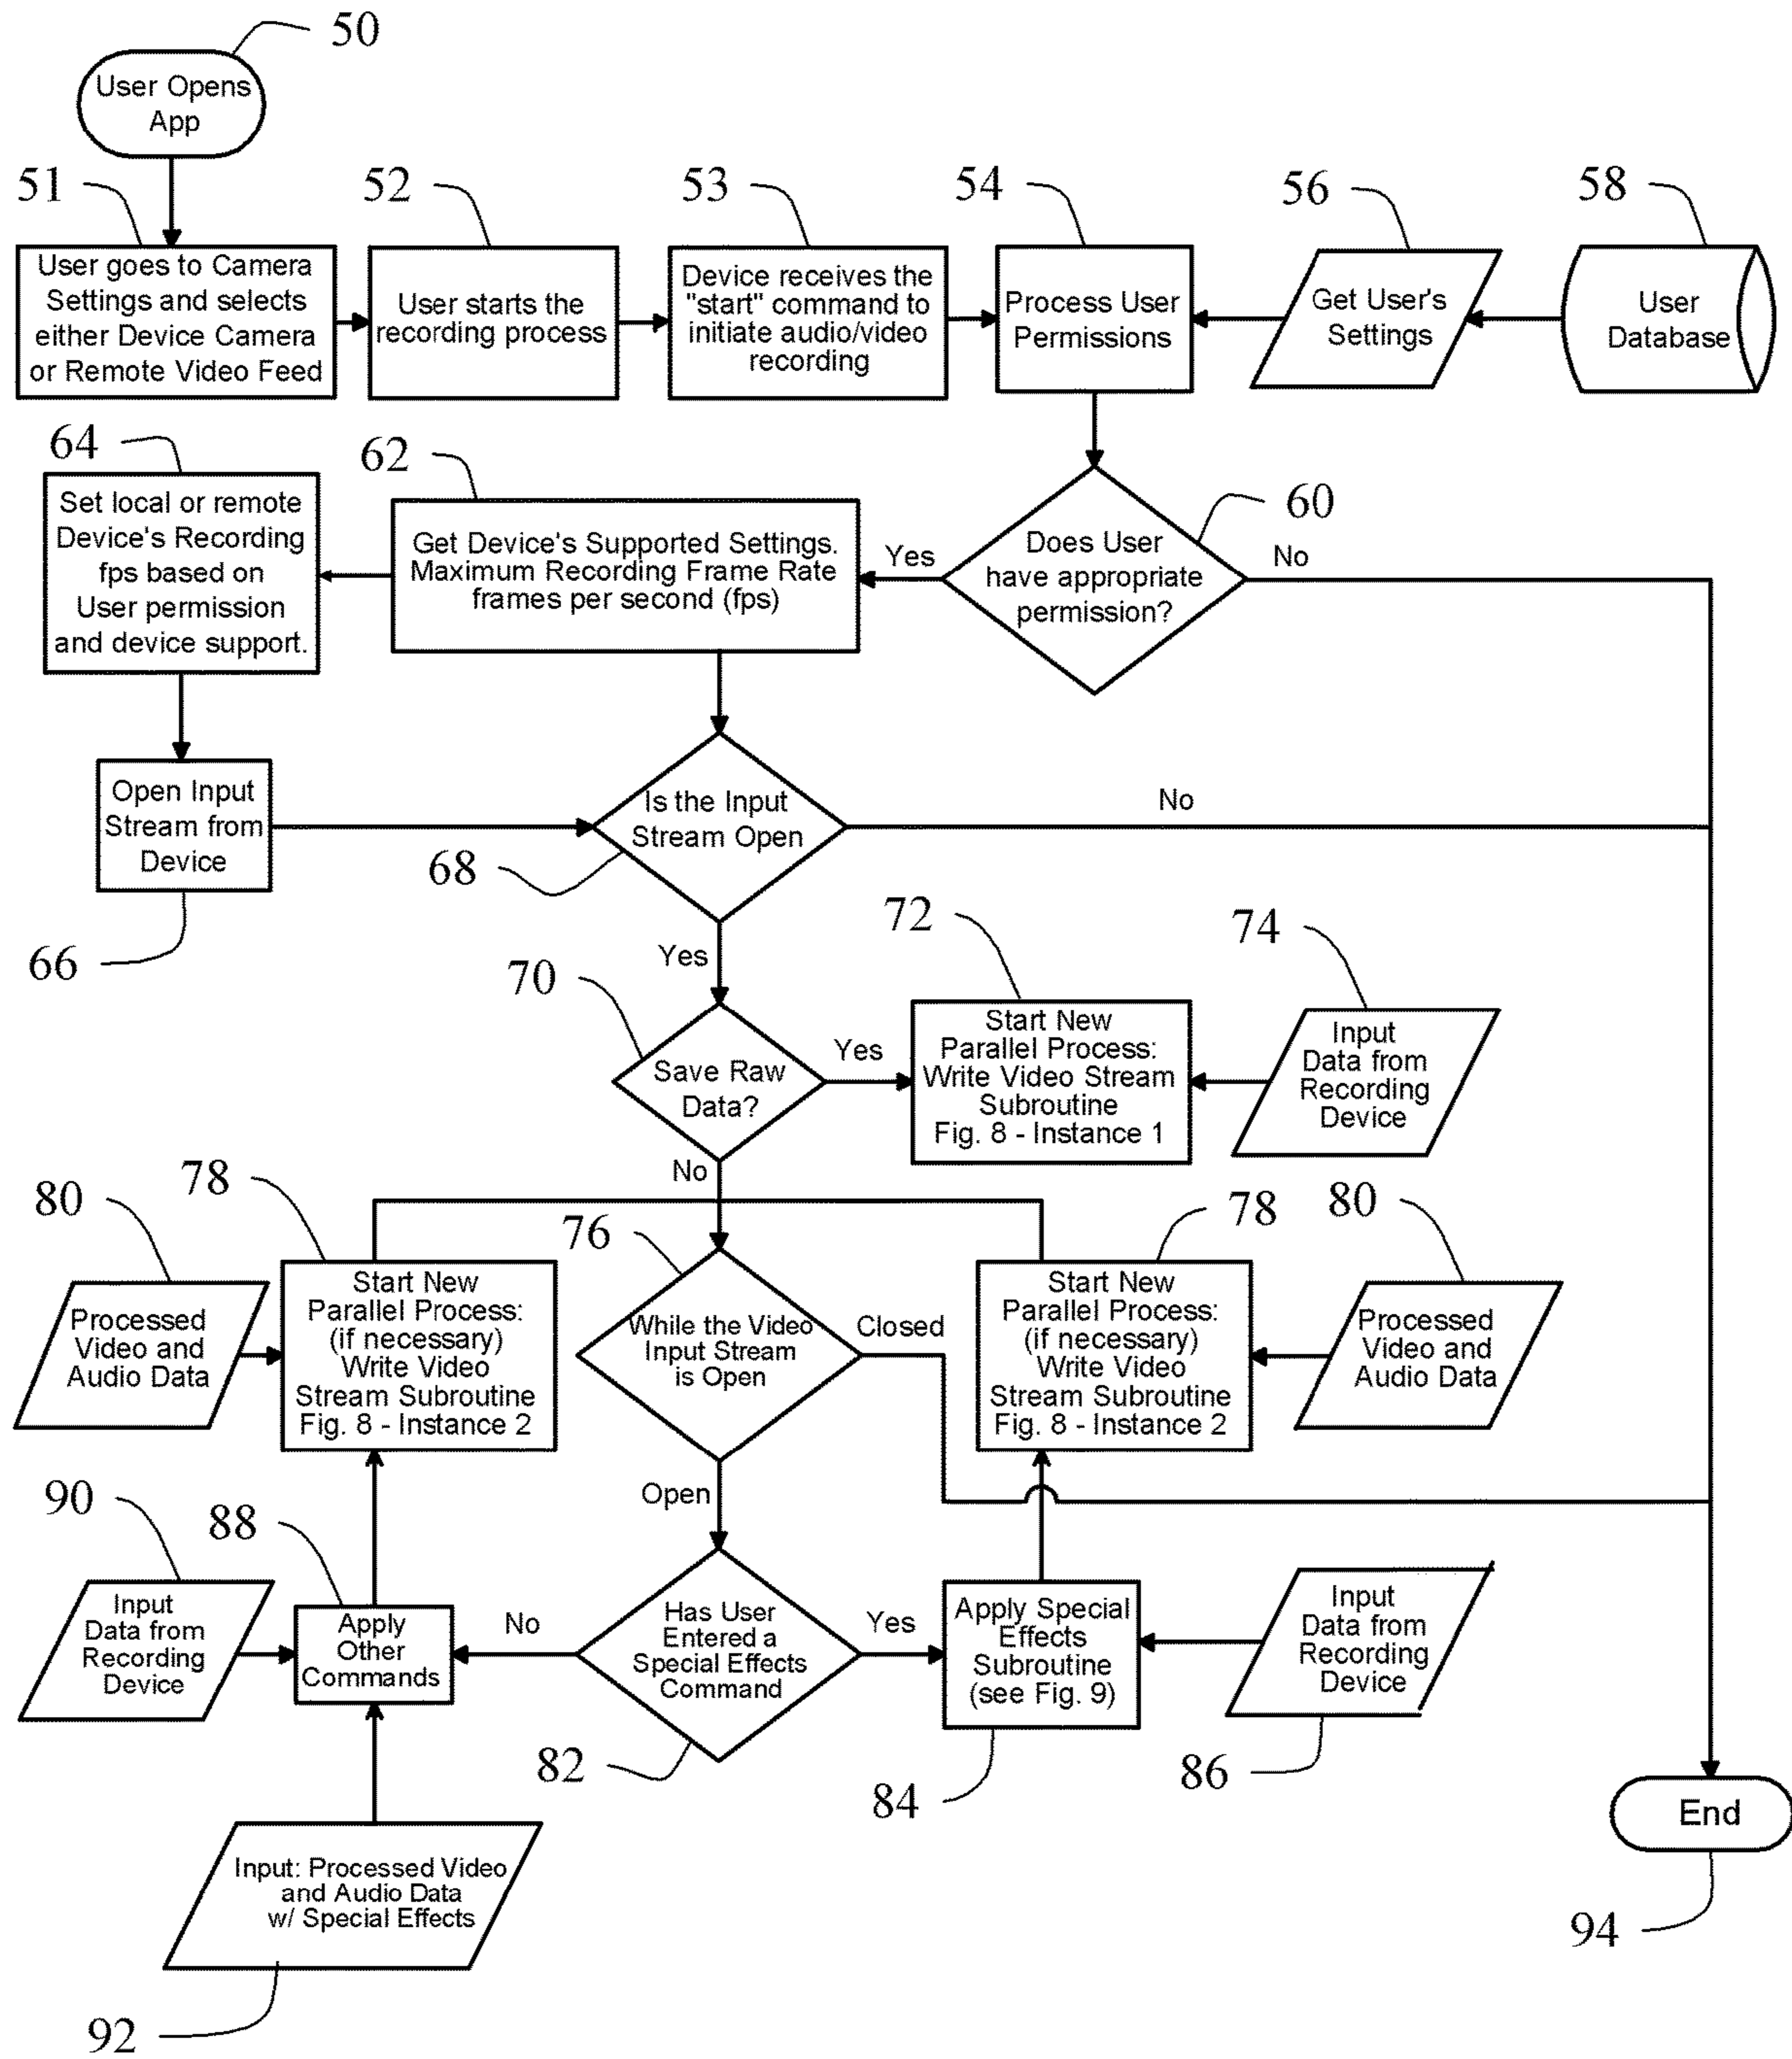 50
User Opens
App
51
52
53
54
56
58
User goes to Camera
Settings and selects
either Device Camera
or Remote Video Feed
User starts the
recording process
Device receives the
"start" command to
initiate audio/video
recording
Process User
Permissions
Get User's
Settings
User
Database
64
62
60
Set local or remote
Device's Recording
fps based on
User permission
and device support.
Get Device's Supported Settings.
Maximum Recording Frame Rate
frames per second (fps)
Yes
Does User
have appropriate
permission?
No
Open Input
Stream from
Device
66
Is the Input
Stream Open
68
No
Yes
70
72
74
Save Raw
Data?
Yes
Start New
Parallel Process:
Write Video Stream
Subroutine
Fig. 8 - Instance 1
Input
Data from
Recording
Device
No
80
78
76
78
80
Processed
Video and
Audio Data
Start New
Parallel Process:
(if necessary)
Write Video
Stream Subroutine
Fig. 8 - Instance 2
While the Video
Input Stream
is Open
Closed
Start New
Parallel Process:
(if necessary)
Write Video
Stream Subroutine
Fig. 8 - Instance 2
Processed
Video and
Audio Data
Open
90
88
Input
Data from
Recording
Device
Apply
Other
Commands
No
Has User
Entered a
Special Effects
Command
Yes
Apply Special
Effects
Subroutine
(see Fig. 9)
Input
Data from
Recording
Device
82
84
86
End
94
Input: Processed Video
and Audio Data
w/ Special Effects
92